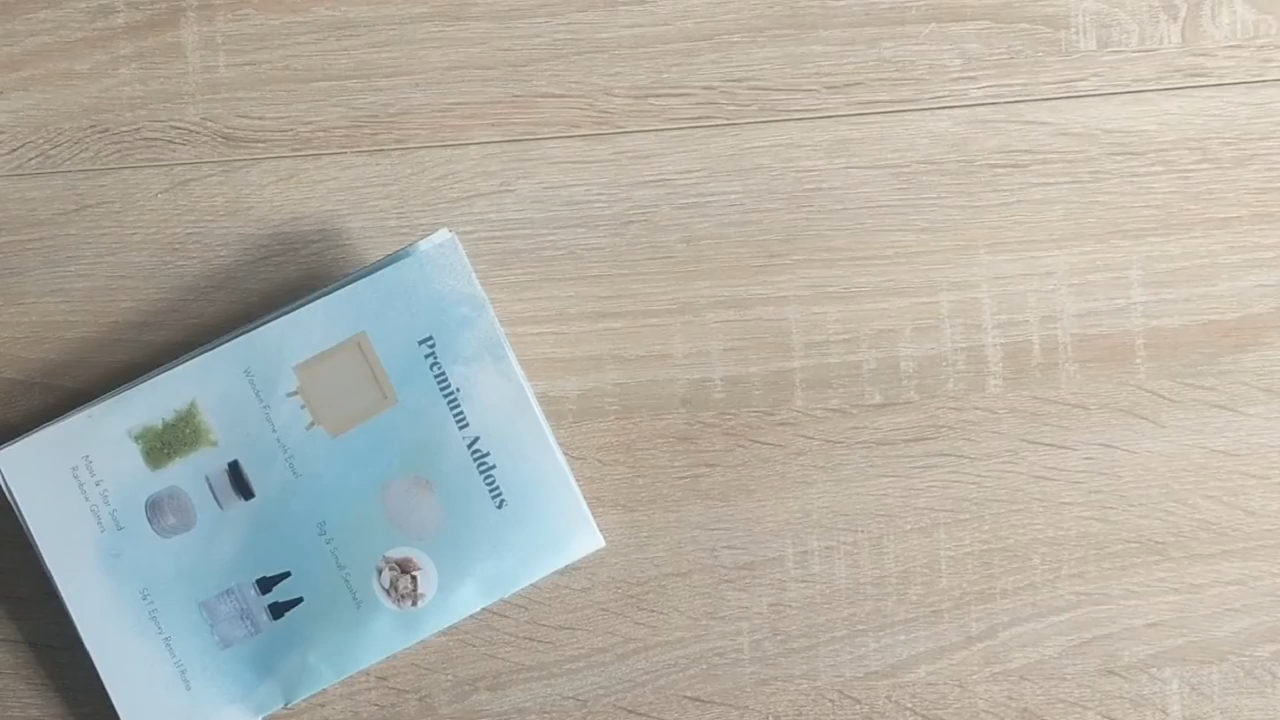 Premium Addons
Wooden Frame with Easel
Big & Small Seashells
Moss & Star Sand
Rainbow Glitters
S&T Epoxy Resin 1:1 Ratio